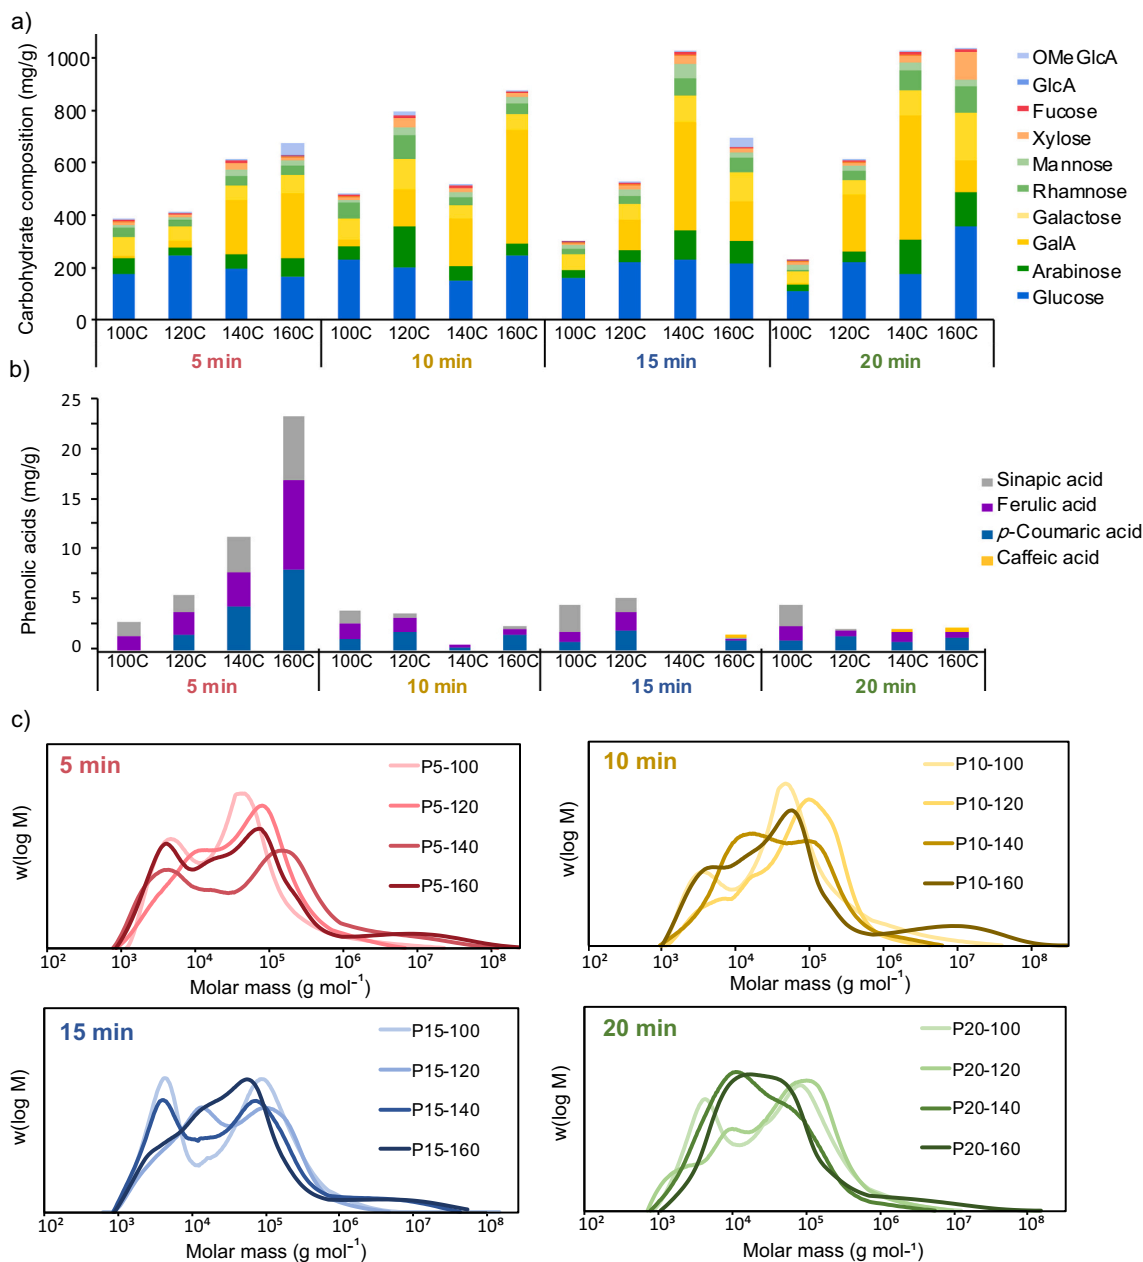 a)
Carbohydrate composition (mg/g)
1000
800
600
400
200
0
100C 120C 140C 160C 100C 120C 140C 160C 100C 120C 140C 160C 100C 120C 140C 160C
5 min 10 min 15 min 20 min
OMeGlcA
GlcA
Fucose
Xylose
Mannose
Rhamnose
Galactose
GalA
Arabinose
Glucose
b)
Phenolic acids (mg/g)
25
20
15
10
5
0
100C 120C 140C 160C 100C 120C 140C 160C 100C 120C 140C 160C 100C 120C 140C 160C
5 min 10 min 15 min 20 min
Sinapic acid
Ferulic acid
p-Coumaric acid
Caffeic acid
c)
5 min
P5-100
P5-120
P5-140
P5-160
w(log M)
10² 10³ 10⁴ 10⁵ 10⁶ 10⁷ 10⁸
Molar mass (g mol⁻¹)
10 min
P10-100
P10-120
P10-140
P10-160
w(log M)
10² 10³ 10⁴ 10⁵ 10⁶ 10⁷ 10⁸
Molar mass (g mol⁻¹)
15 min
P15-100
P15-120
P15-140
P15-160
w(log M)
10² 10³ 10⁴ 10⁵ 10⁶ 10⁷ 10⁸
Molar mass (g mol⁻¹)
20 min
P20-100
P20-120
P20-140
P20-160
w(log M)
10² 10³ 10⁴ 10⁵ 10⁶ 10⁷ 10⁸
Molar mass (g mol-¹)